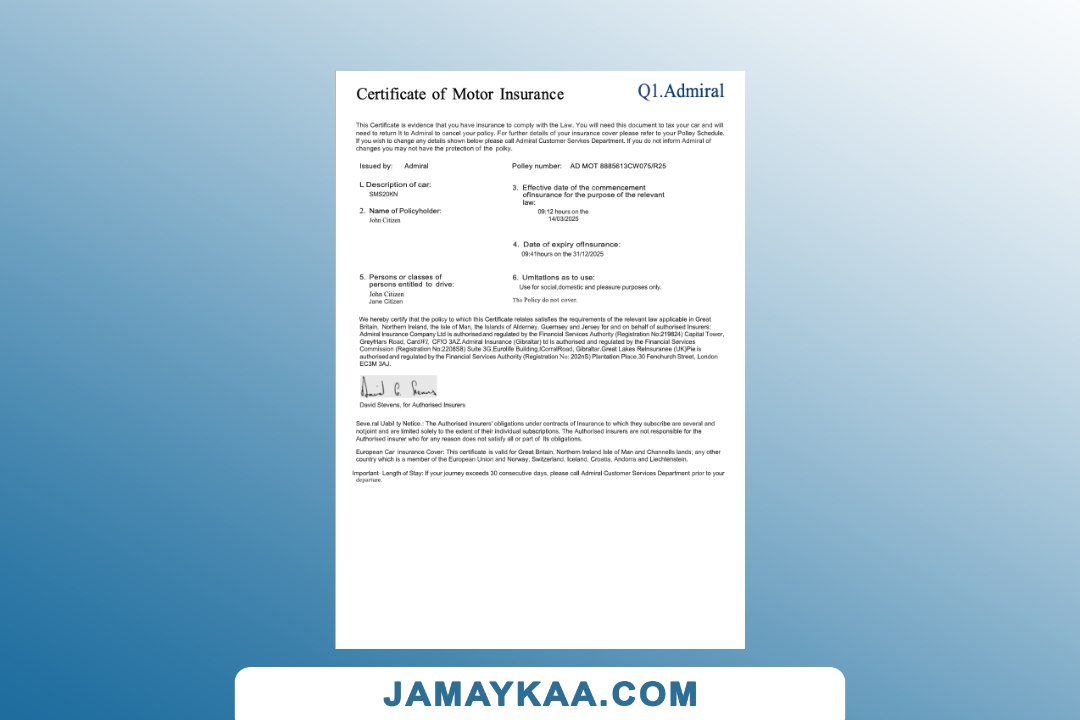 Certificate of Motor Insurance
Q1.Admiral
This Certificate is evidence that you have insurance to comply with the Law. You will need this document to tax your car and will
need to return It to Admiral to cancel your policy. For further details of your insurance cover please refer to your Polley Schedule.
If you wish to change any details shown below please call Admiral Customer Services Department. If you do not inform Admiral of
changes you may not have the protection of the polky.
Issued by: Admiral
Polley number: AD MOT 8885613CW075/R25
I. Description of car:
SMS20KN
2. Name of Policyholder:
John Citizen
3. Effective date of the commencement
ofInsurance for the purpose of the relevant
law:
09:12 hours on the
14/03/2025
4. Date of expiry ofInsurance:
09:41hours on the 31/12/2025
5. Persons or classes of
persons entitled to drive:
John Citizen
Jane Citizen
6. Umitations as to use:
Use for social,domestic and pleasure purposes only.
Tha Policy do not cover.
We hereby certify that the policy to which this Certificate relates satisfies the requirements of the relevant law applicable in Great
Britain, Northern Ireland, the Isle of Man, the Islands of Alderney, Guernsey and Jersey for and on behalf of authorised Insurers:
Admiral Insurance Company Ltd Is authorisedand regulated by the Financial Services Authority (Registration No:219824) Capital Tower,
GreyfHars Road, CF!O 3AZ.Admiral Insurance (Gibraltar) td Is authorised and regulated by the Financial Services
Commission (Registration No:2206SB) Suite 3G,Eurolife Building,ICorralRoad, Gibraltar.Great Lakes ReInsuranee (UK)Pie is
authorisedand regulated by the Financial Services Authority (Registration No: 202nS) Plantation Place,30 Fenchurch Street, London
EC3M 3AJ.
David Stevens, for Authorised Insurers
Seve.ral Uabil ty Notice.: The Authorised insurers' obligations under contracts of Insurance to which they subscribe are several and
notjoint and are limited solely to the extent of their individual subscriptions. The Authorised insurers are not responsible for the
Authorised insurer who for any reason does not satisfy all or part of Its obligations.
European Car insurance Cover: This certificate is valid for Great Britain, Northern Ireland Isle of Man and Channells lands, any other
country which is a member of the European Union and Norway, Switzerland, Iceland, Croatia, Andorra and Liechtenstein.
Important: Length of Stay: If your journey exceeds 30 consecutive days, please call Admiral Customer Services Department prior to your
departure.
JAMAYKAA.COM